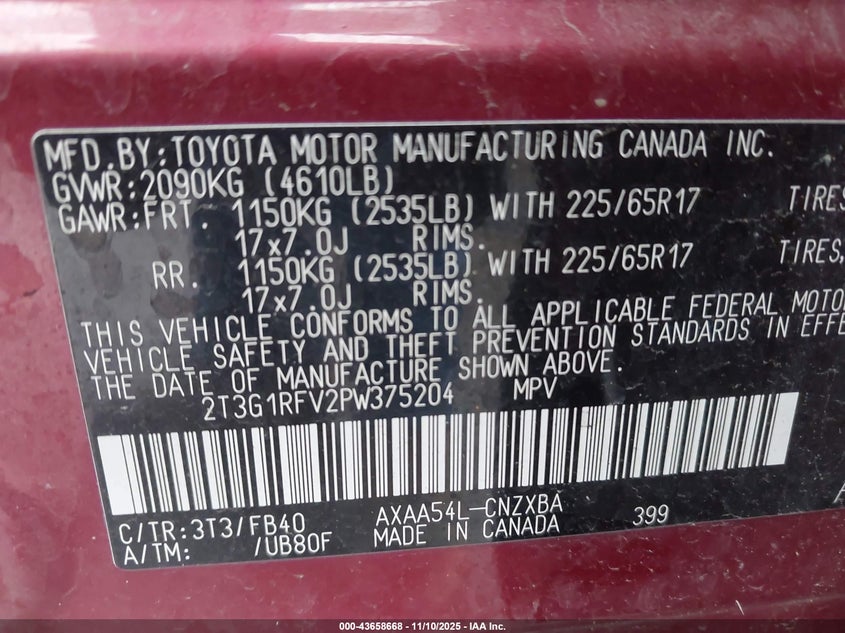 MFD. BY: TOYOTA MOTOR MANUFACTURING CANADA INC.
GVWR: 2090KG (4610LB)
GAWR: FRT. 1150KG (2535LB) WITH 225/65R17 TIRES
17x7.0J RIMS.
RR. 1150KG (2535LB) WITH 225/65R17 TIRES,
17x7.0J RIMS.
THIS VEHICLE CONFORMS TO ALL APPLICABLE FEDERAL MOTO
VEHICLE SAFETY AND THEFT PREVENTION STANDARDS IN EFFE
THE DATE OF MANUFACTURE SHOWN ABOVE.
2T3G1RFV2PW375204 MPV
C/TR: 3T3/FB40 AXAA54L-CNZXBA 399
A/TM: /UB80F MADE IN CANADA
000-43658668 - 11/10/2025 - IAA Inc.